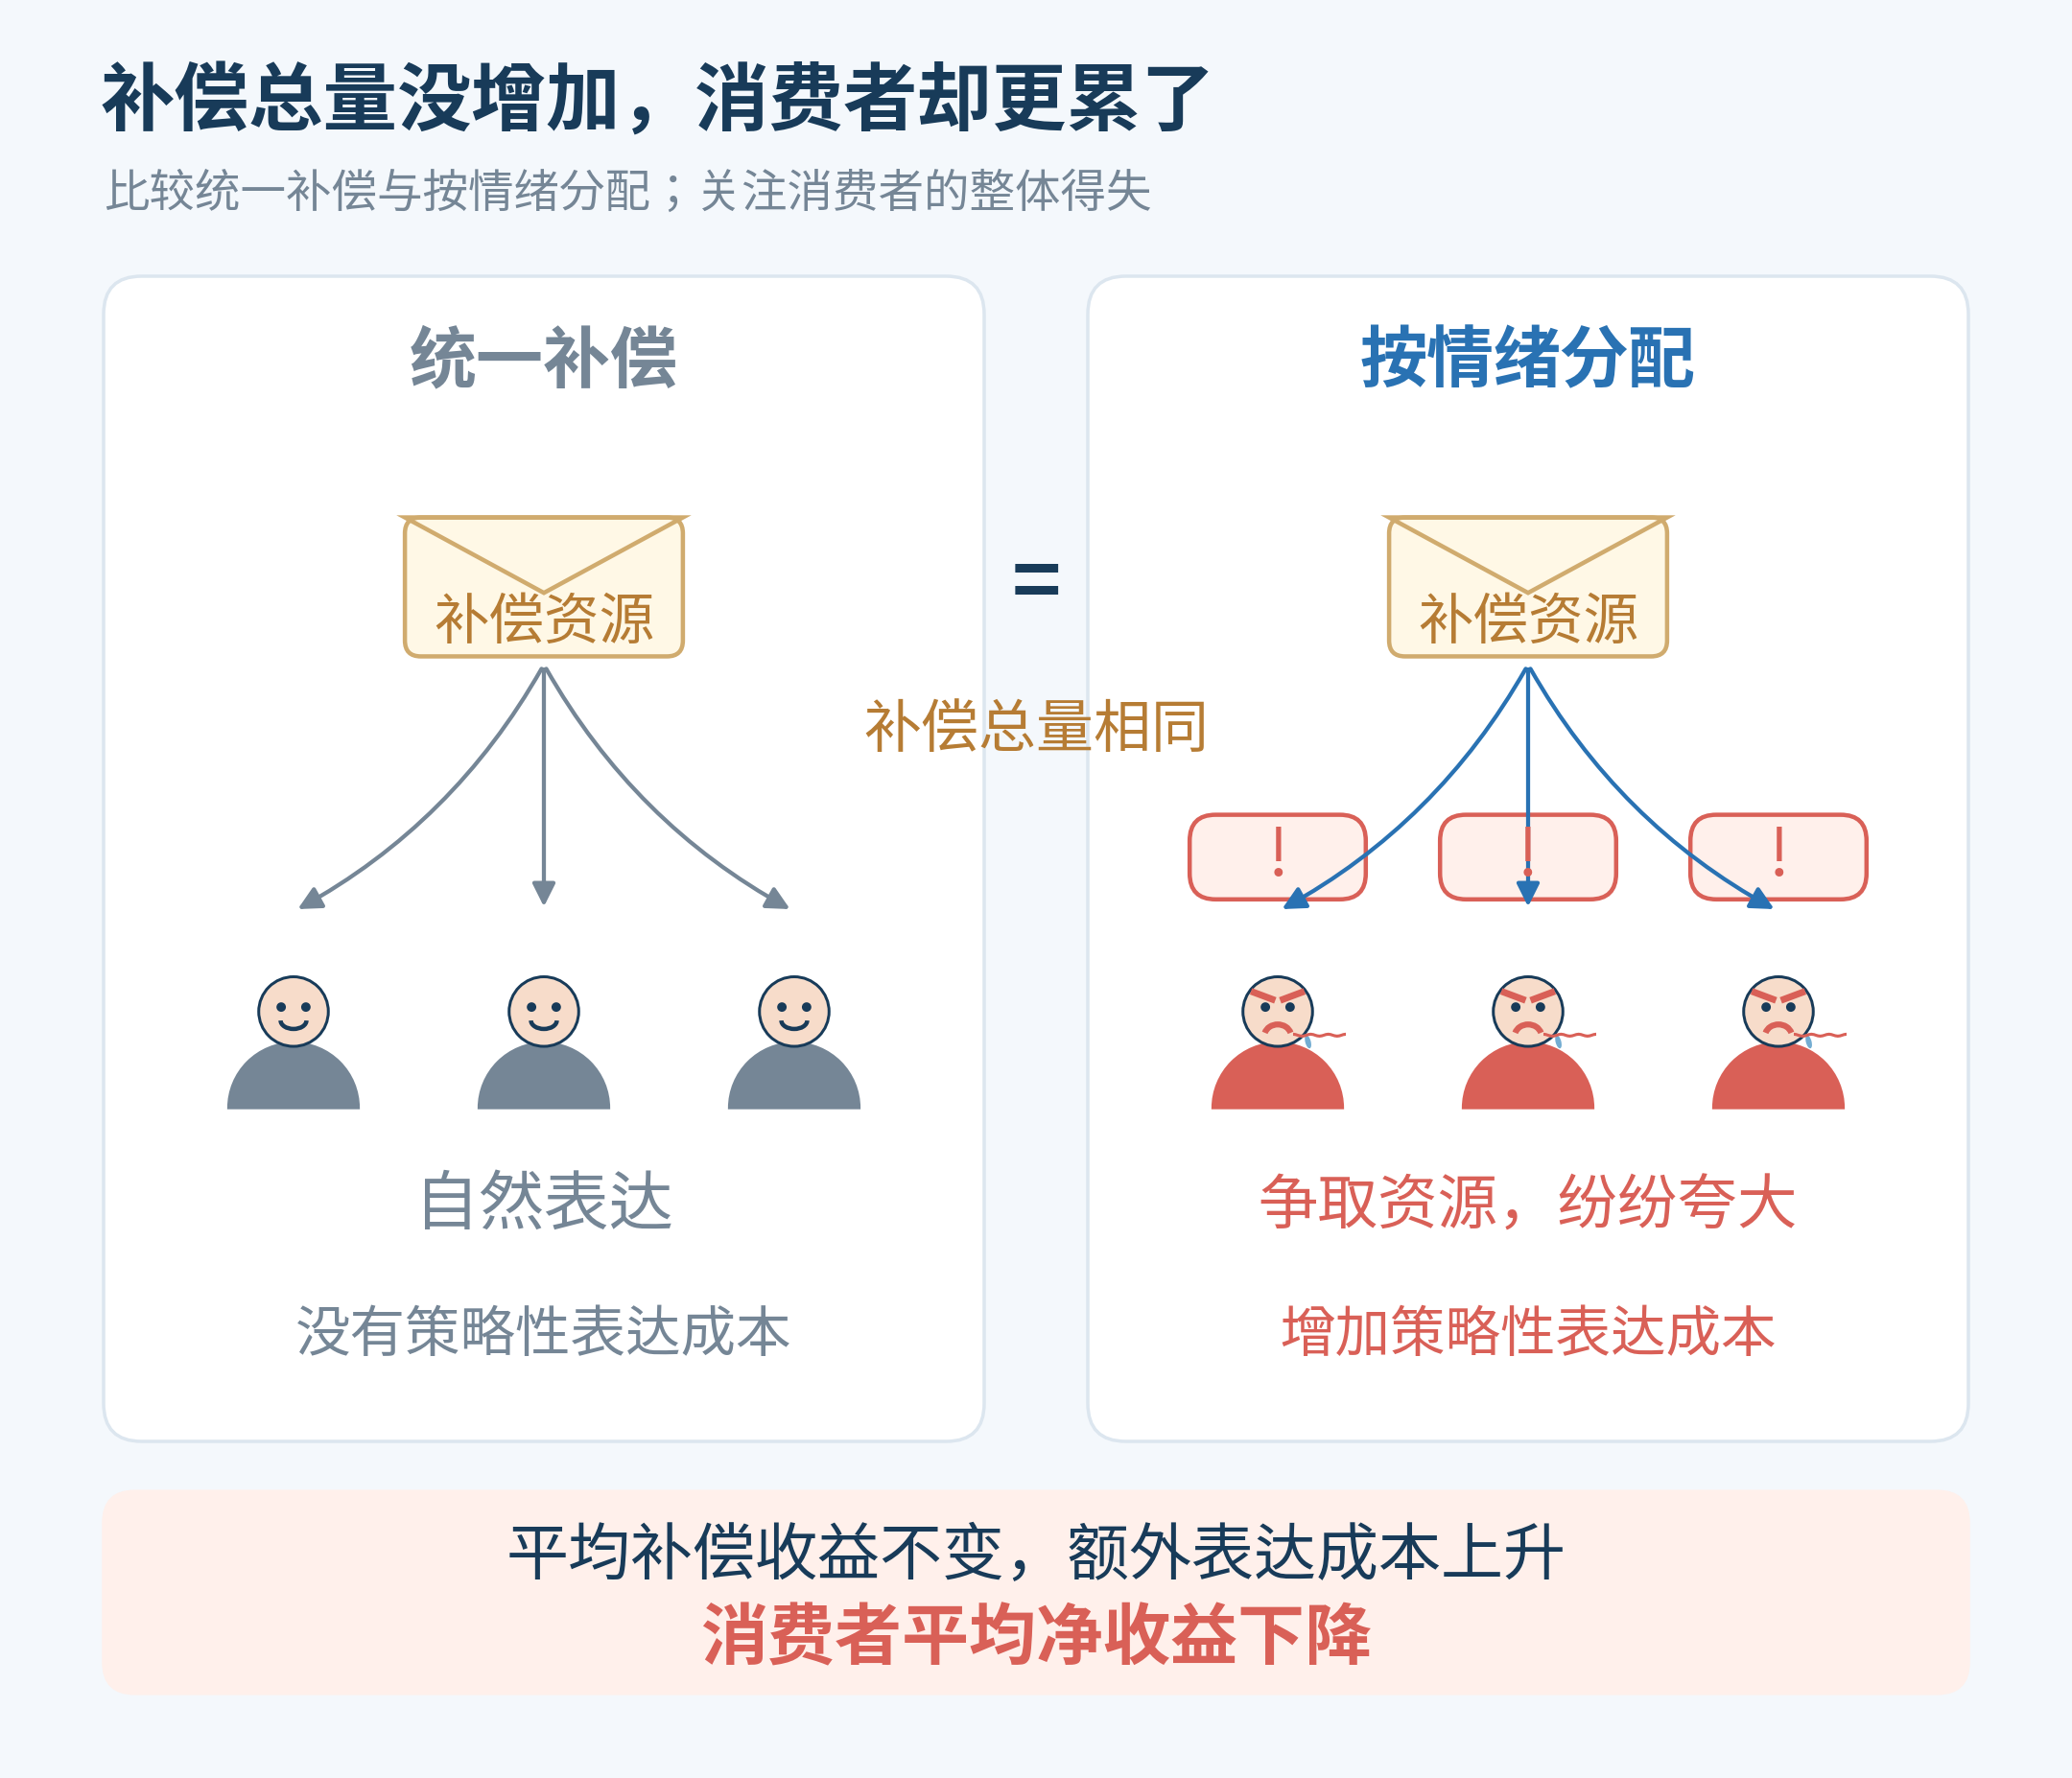 补偿总量没增加，消费者却更累了
比较统一补偿与按情绪分配；关注消费者的整体得失
统一补偿
按情绪分配
补偿资源
=
补偿资源
补偿总量相同
!
!
!
自然表达
争取资源，纷纷夸大
没有策略性表达成本
增加策略性表达成本
平均补偿收益不变，额外表达成本上升
消费者平均净收益下降